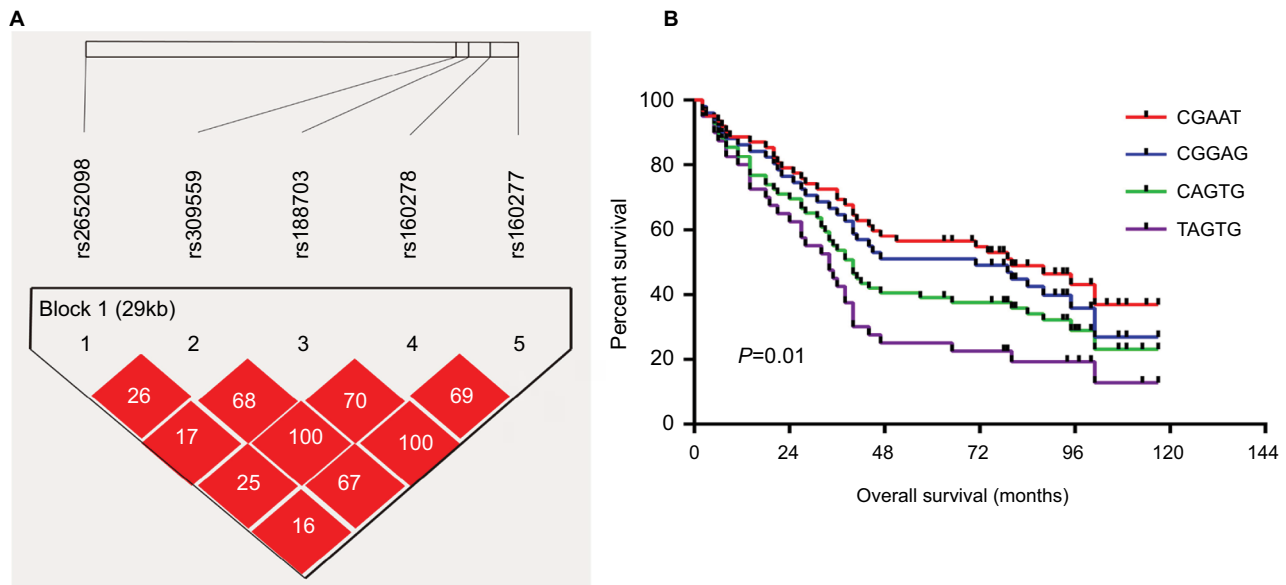 A
rs2652098
rs309559
rs188703
rs160278
rs160277
Block 1 (29kb)
1 2 3 4 5
26 68 70 69
17 100 100
25 67
16
B
Percent survival
100
80
60
40
20
0
CGAAT
CGGAG
CAGTG
TAGTG
P=0.01
0 24 48 72 96 120 144
Overall survival (months)